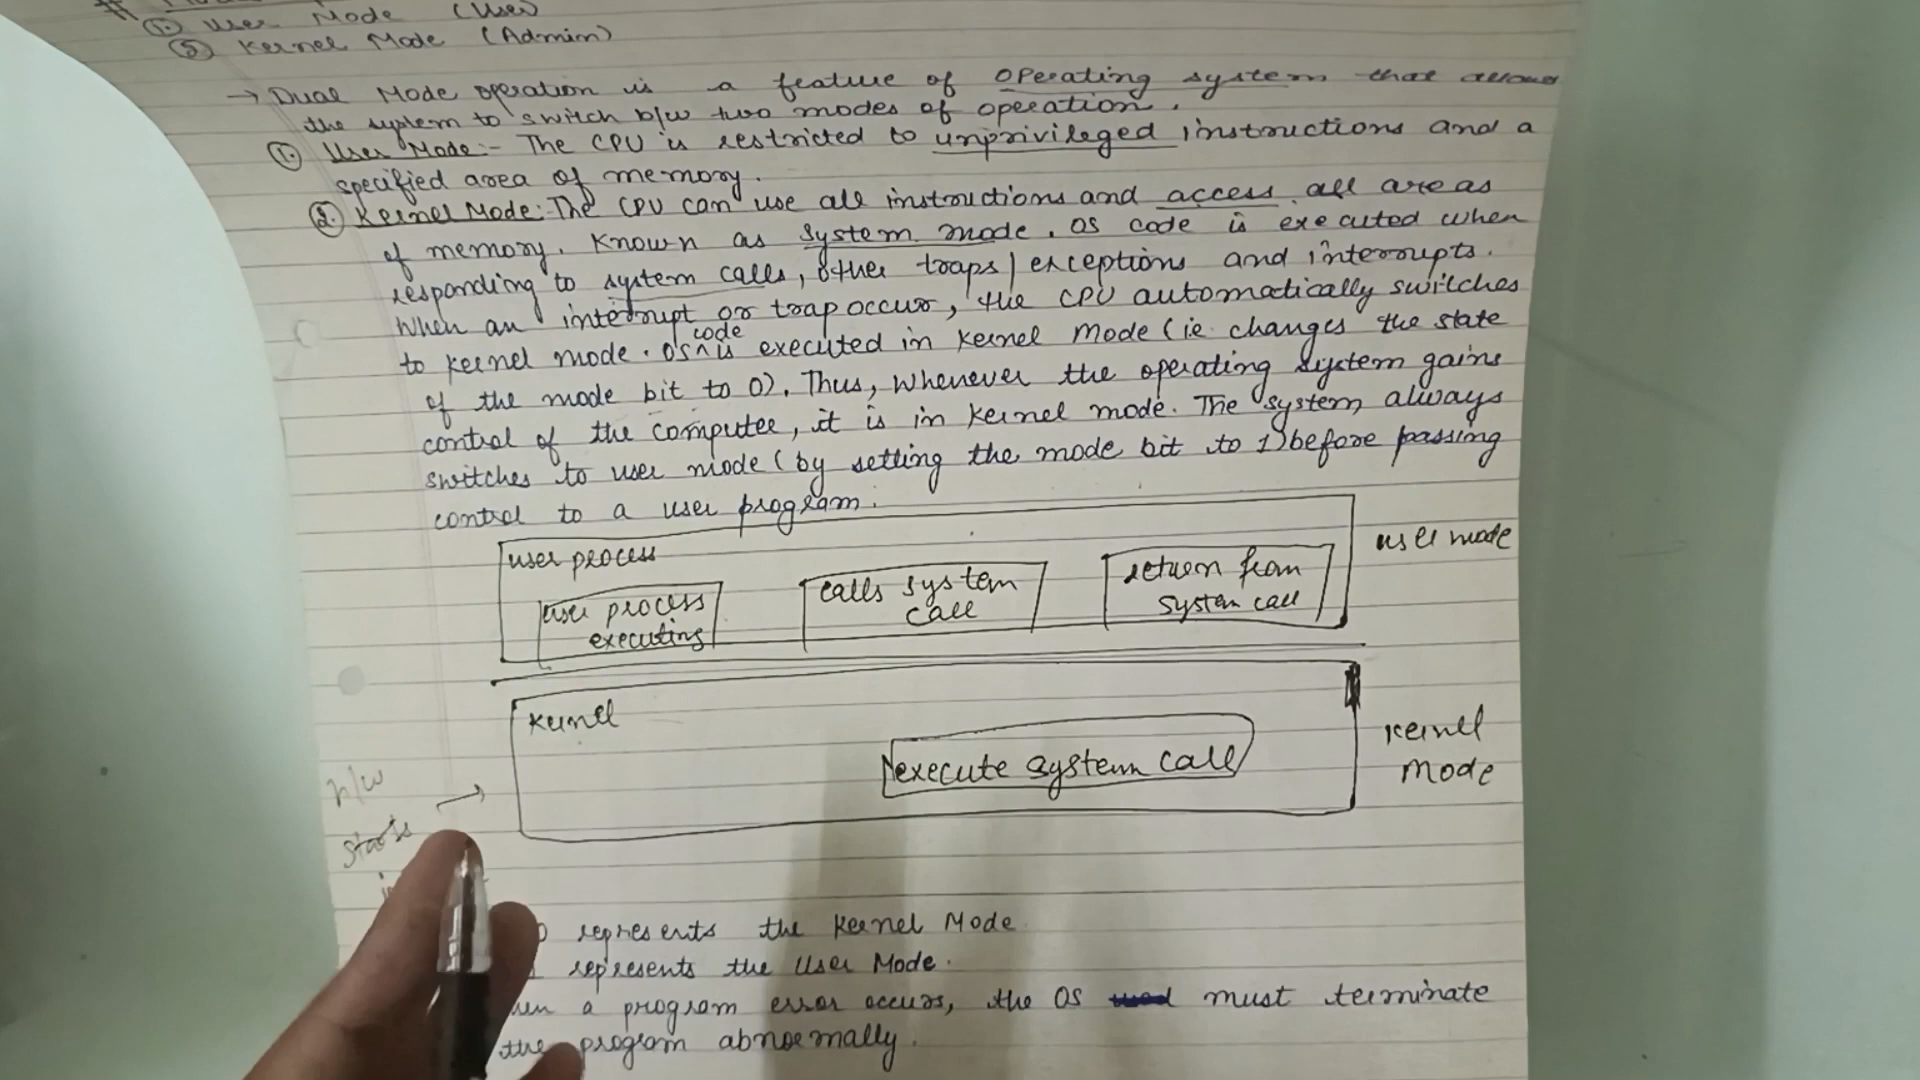 #
① User Mode (User)
② Kernel Mode (Admin)
→ Dual Mode operation is a feature of operating system that allows
the system to switch b/w two modes of operation.
① User Mode:- The CPU is restricted to unprivileged instructions and a
specified area of memory.
② Kernel Mode:- The CPU can use all instructions and access all areas
of memory. Known as system mode. OS code is executed when
responding to system calls, other traps/exceptions and interrupts.
When an interrupt or trap occur, the CPU automatically switches
to kernel mode. OS ^code is executed in kernel mode (ie. changes the state
of the mode bit to 0). Thus, whenever the operating system gains
control of the computer, it is in kernel mode. The system always
switches to user mode (by setting the mode bit to 1) before passing
control to a user program.
user process
user mode
user process
executing
calls system
call
return from
system call
kernel
execute system call
kernel
mode
h/w
starts
in
0 represents the Kernel Mode.
represents the User Mode.
a program error occurs, the OS must terminate
the program abnormally.